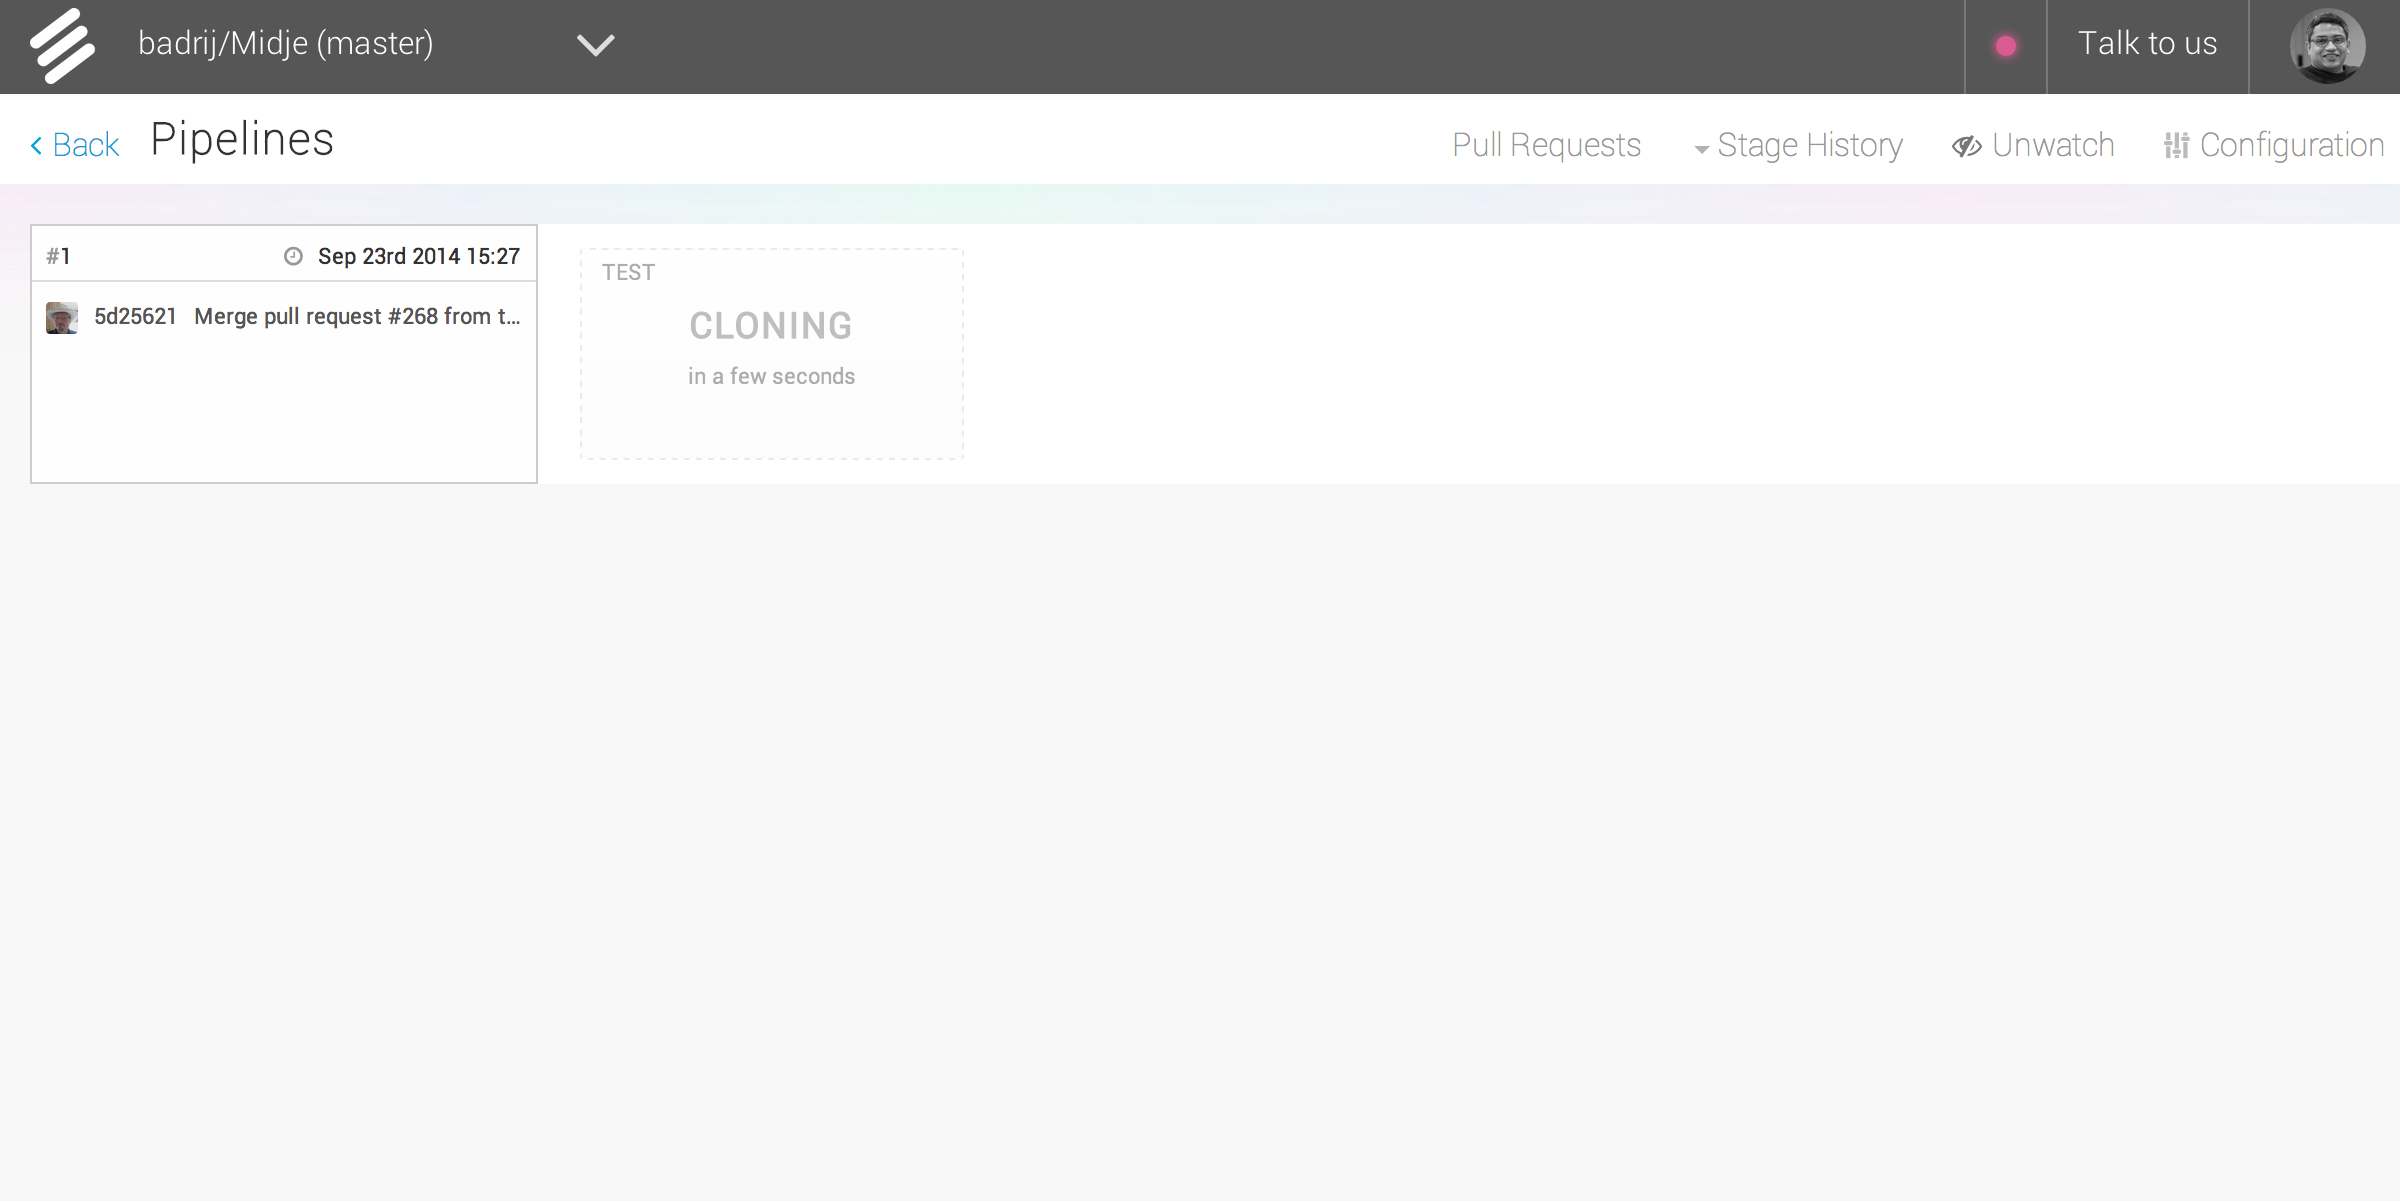 badrij/Midje (master)
Talk to us
Back
Pipelines
Pull Requests
Stage History
Unwatch
Configuration
#1
Sep 23rd 2014 15:27
5d25621 Merge pull request #268 from t...
TEST
CLONING
in a few seconds